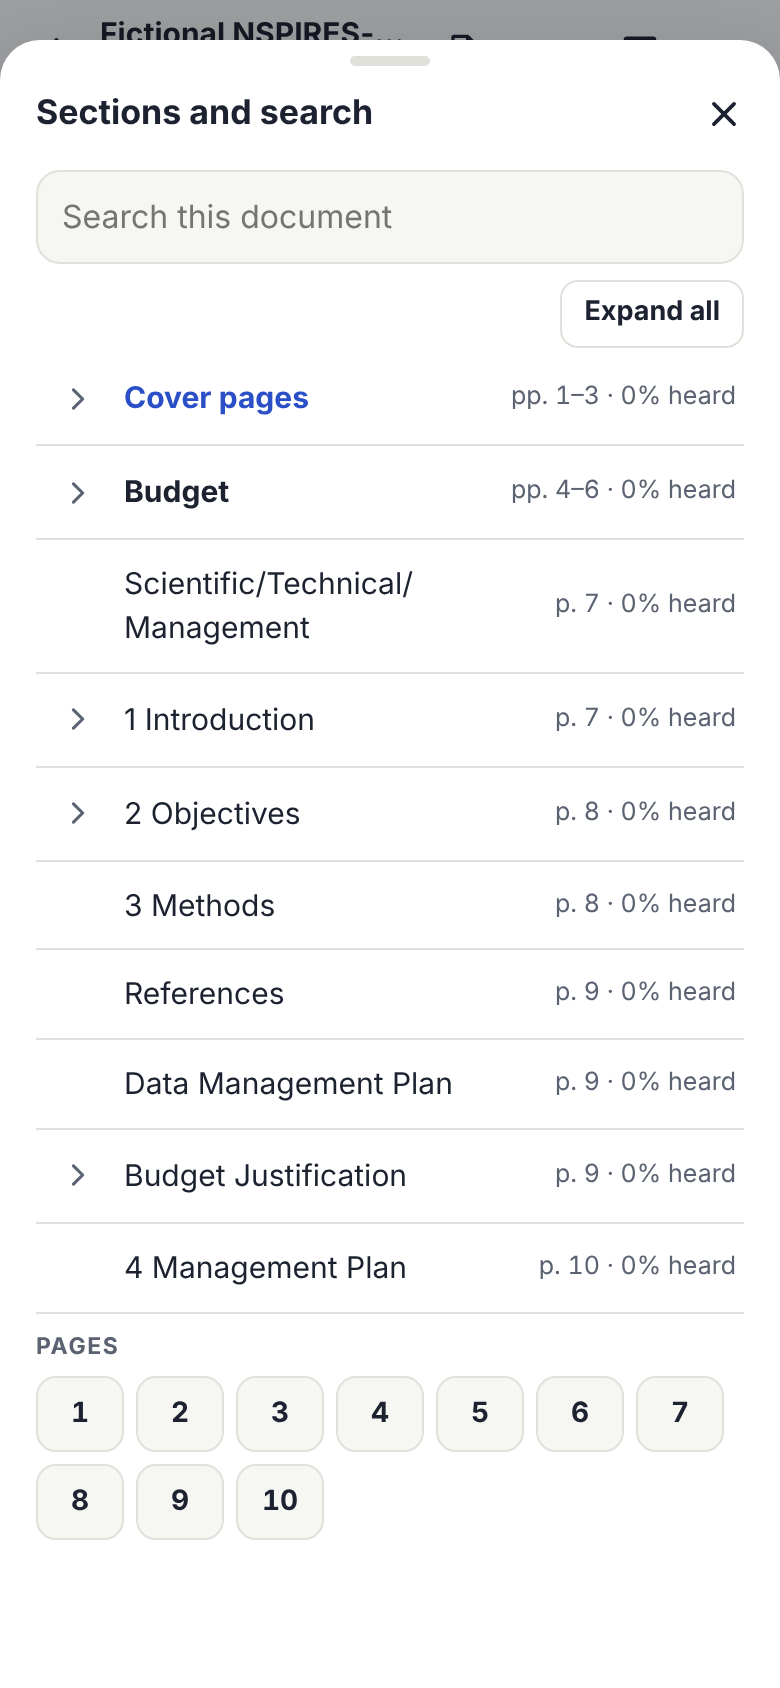 Fictional NSPIRES-...
Sections and search
Search this document
Expand all
Cover pages pp. 1–3 · 0% heard
Budget pp. 4–6 · 0% heard
Scientific/Technical/
Management p. 7 · 0% heard
1 Introduction p. 7 · 0% heard
2 Objectives p. 8 · 0% heard
3 Methods p. 8 · 0% heard
References p. 9 · 0% heard
Data Management Plan p. 9 · 0% heard
Budget Justification p. 9 · 0% heard
4 Management Plan p. 10 · 0% heard
PAGES
1 2 3 4 5 6 7
8 9 10